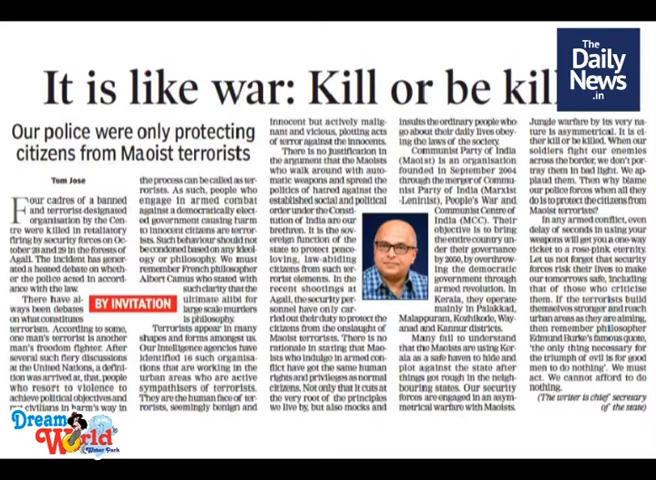 The
Daily
News
.in
It is like war: Kill or be kil
Our police were only protecting
citizens from Maoist terrorists
Tom Jose
Four cadres of a banned
and terrorist designated
organisation by the Cen-
tre were killed in retaliatory
firing by security forces on Oc-
tober 28 and 29 in the forests of
Agali. The incident has gener-
ated a heated debate on wheth-
er the police acted in accord-
ance with the law.
There have al-
ways been debates
on what constitutes
terrorism. According to some,
one man's terrorist is another
man's freedom fighter. After
several such fiery discussions
at the United Nations, a defini-
tion was arrived at, that, people
who resort to violence to
achieve political objectives and
put civilians in harm's way in
the process can be called as ter-
rorists. As such, people who
engage in armed combat
against a democratically elect-
ed government causing harm
to innocent citizens are terror-
ists. Such behaviour should not
be condoned based on any ideol-
ogy or philosophy. We must
remember French philosopher
Albert Camus who stated with
such clarity that the
ultimate alibi for
large scale murders
is philosophy.
BY INVITATION
Terrorists appear in many
shapes and forms amongst us.
Our Intelligence agencies have
identified 16 such organisa-
tions that are working in the
urban areas who are active
sympathisers of terrorists.
They are the human face of ter-
rorists, seemingly benign and
innocent but actively malig-
nant and vicious, plotting acts
of terror against the innocents.
There is no justification in
the argument that the Maoists
who walk around with auto-
matic weapons and spread the
politics of hatred against the
established social and political
order under the Consti-
tution of India are our
brethren. It is the sov-
ereign function of the
state to protect peace-
loving, law-abiding
citizens from such ter-
rorist elements. In the
recent shootings at
Agali, the security per-
sonnel have only car-
ried out their duty to protect the
citizens from the onslaught of
Maoist terrorists. There is no
rationale in stating that Mao-
ists who indulge in armed con-
flict have got the same human
rights and privileges as normal
citizens. Not only that is cuts at
the very root of the principles
we live by, but also mocks and
insults the ordinary people who
go about their daily lives obey-
ing the laws of the society.
Communist Party of India
(Maoist) is an organisation
founded in September 2004
through the merger of Commu-
nist Party of India (Marxist
-Leninist), People's War and
Communist Centre of
India (MCC). Their
objective is to bring
the entire country un-
der their governance
by 2050, by overthrow-
ing the democratic
government through
armed revolution. In
Kerala, they operate
mainly in Palakkad,
Malappuram, Kozhikode, Way-
anad and Kannur districts.
Many fail to understand
that the Maoists are using Ker-
ala as a safe haven to hide and
plot against the state after
things got rough in the neigh-
bouring states. Our security
forces are engaged in an asym-
metrical warfare with Maoists.
Jungle warfare by its very na-
ture is asymmetrical. It is ei-
ther kill or be killed. When our
soldiers fight our enemies
across the border, we don't por-
tray them in bad light. We ap-
plaud them. Then why blame
our police forces when all they
do is to protect the citizens from
Maoist terrorists?
In any armed conflict, even
delay of seconds in using your
weapons will get you a one-way
ticket to a rose-pink eternity.
Let us not forget that security
forces risk their lives to make
our tomorrows safe, including
that of those who criticise
them. If the terrorists build
themselves stronger and reach
urban areas as they are aiming,
then remember philosopher
Edmund Burke's famous quote,
'the only thing necessary for
the triumph of evil is for good
men to do nothing'. We must
act. We cannot afford to do
nothing.
(The writer is chief secretary
of the state)
Dream
World
Water Park